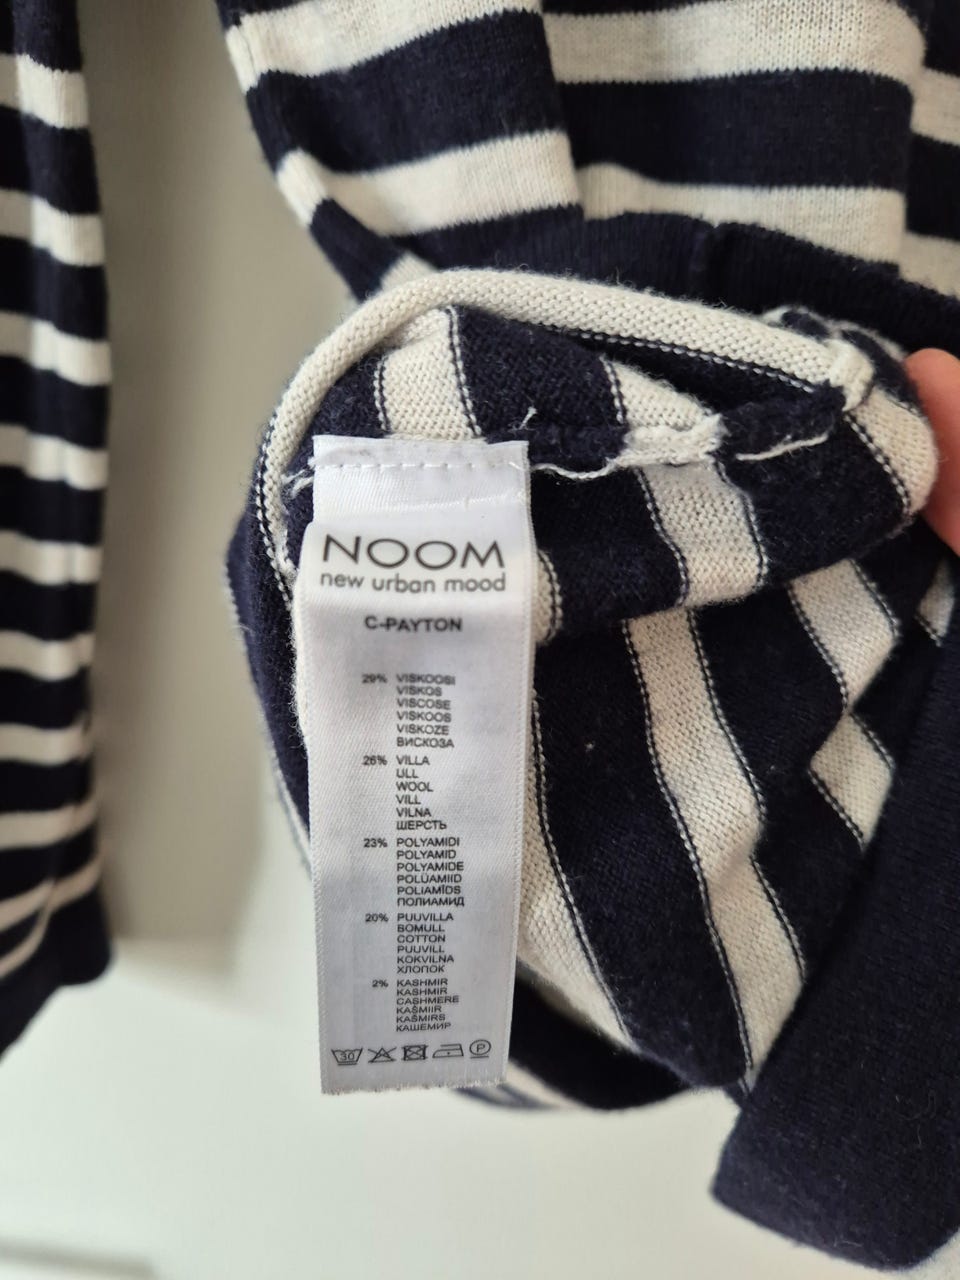 NOOM
new urban mood
C-PAYTON
29% VISKOOSI
VISKOS
VISCOSE
VISKOOS
VISKOZE
ВИСКОЗА
26% VILLA
ULL
WOOL
VILL
VILNA
ШЕРСТЬ
23% POLYAMIDI
POLYAMID
POLYAMIDE
POLÜAMIID
POLIAMĪDS
ПОЛИАМИД
20% PUUVILLA
BOMULL
COTTON
PUUVILL
KOKVILNA
ХЛОПОК
2% KASHMIR
KASHMIR
CASHMERE
KAŠMIIR
KAŠMIRS
КАШЕМИР
30 P